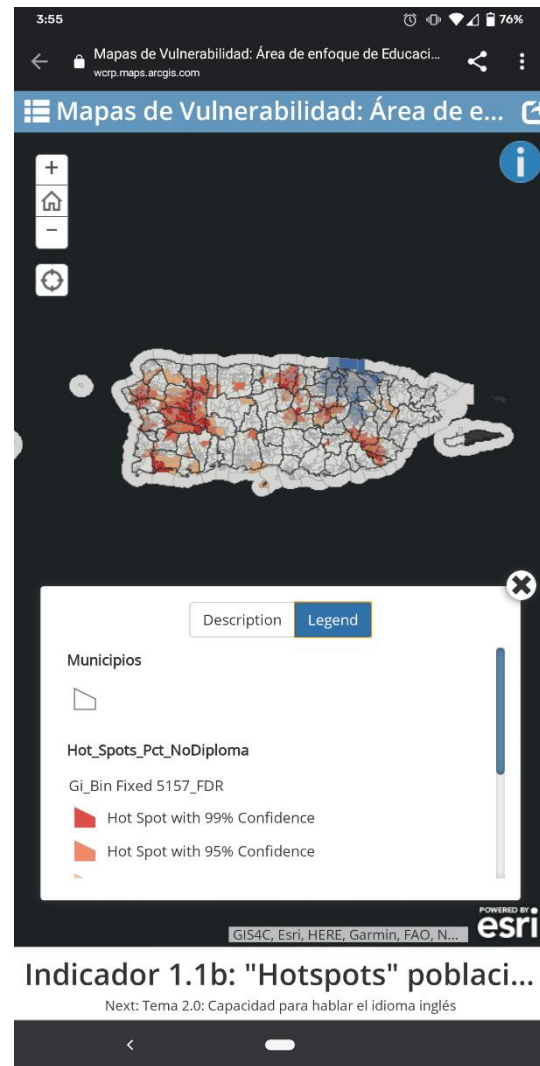 3:55
76%
Mapas de Vulnerabilidad: Área de enfoque de Educaci...
wcrp.maps.arcgis.com
Mapas de Vulnerabilidad: Área de e...
i
+
−
Description
Legend
Municipios
Hot_Spots_Pct_NoDiploma
Gi_Bin Fixed 5157_FDR
Hot Spot with 99% Confidence
Hot Spot with 95% Confidence
POWERED BY
esri
GIS4C, Esri, HERE, Garmin, FAO, N...
Indicador 1.1b: "Hotspots" poblaci...
Next: Tema 2.0: Capacidad para hablar el idioma inglés